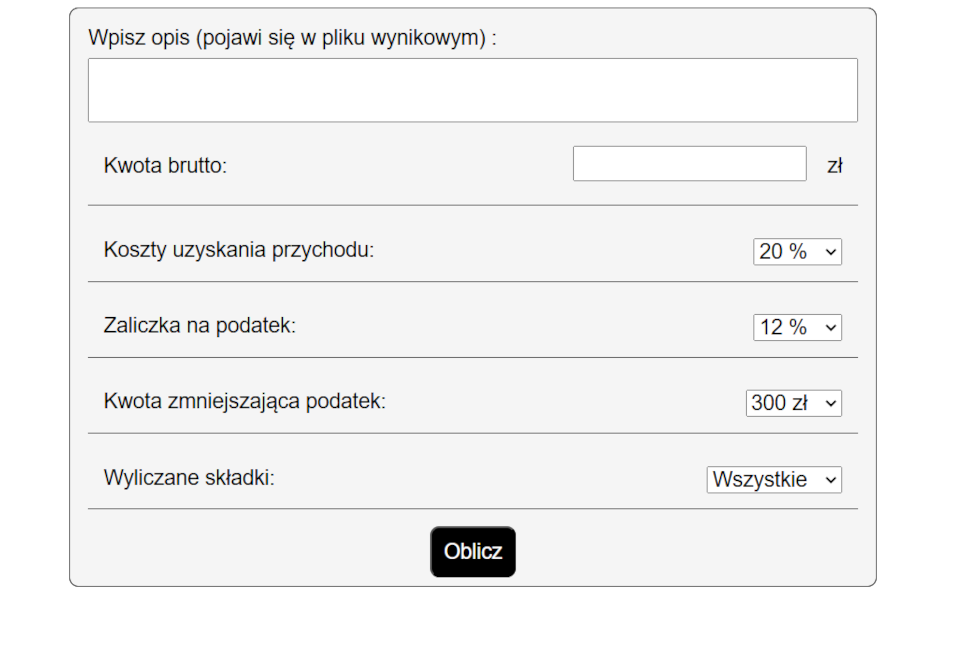 Wpisz opis (pojawi się w pliku wynikowym) :
Kwota brutto: zł
Koszty uzyskania przychodu: 20 %
Zaliczka na podatek: 12 %
Kwota zmniejszająca podatek: 300 zł
Wyliczane składki: Wszystkie
Oblicz